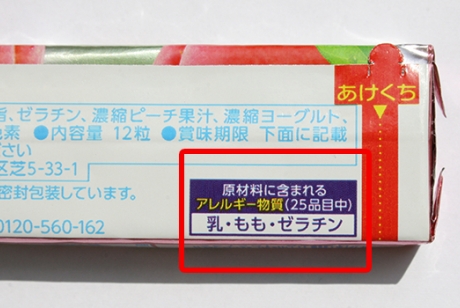 あけくち
、ゼラチン、濃縮ピーチ果汁、濃縮ヨーグルト、
素 ●内容量 12粒 ●賞味期限 下面に記載
ださい
区芝5-33-1
密封包装しています。
0120-560-162
原材料に含まれる
アレルギー物質(25品目中)
乳・もも・ゼラチン